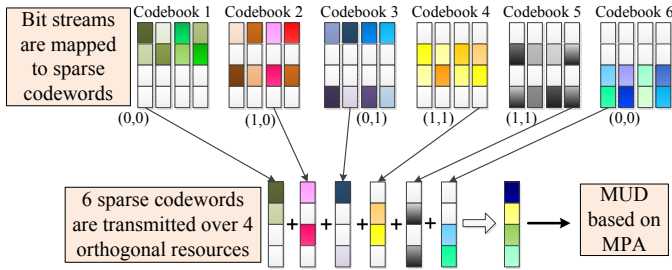 Codebook 1 Codebook 2 Codebook 3 Codebook 4 Codebook 5 Codebook 6
Bit streams
are mapped
to sparse
codewords
(0,0) (1,0) (0,1) (1,1) (1,1) (0,0)
6 sparse codewords
are transmitted over 4
orthogonal resources
+ + + + +
MUD
based on
MPA